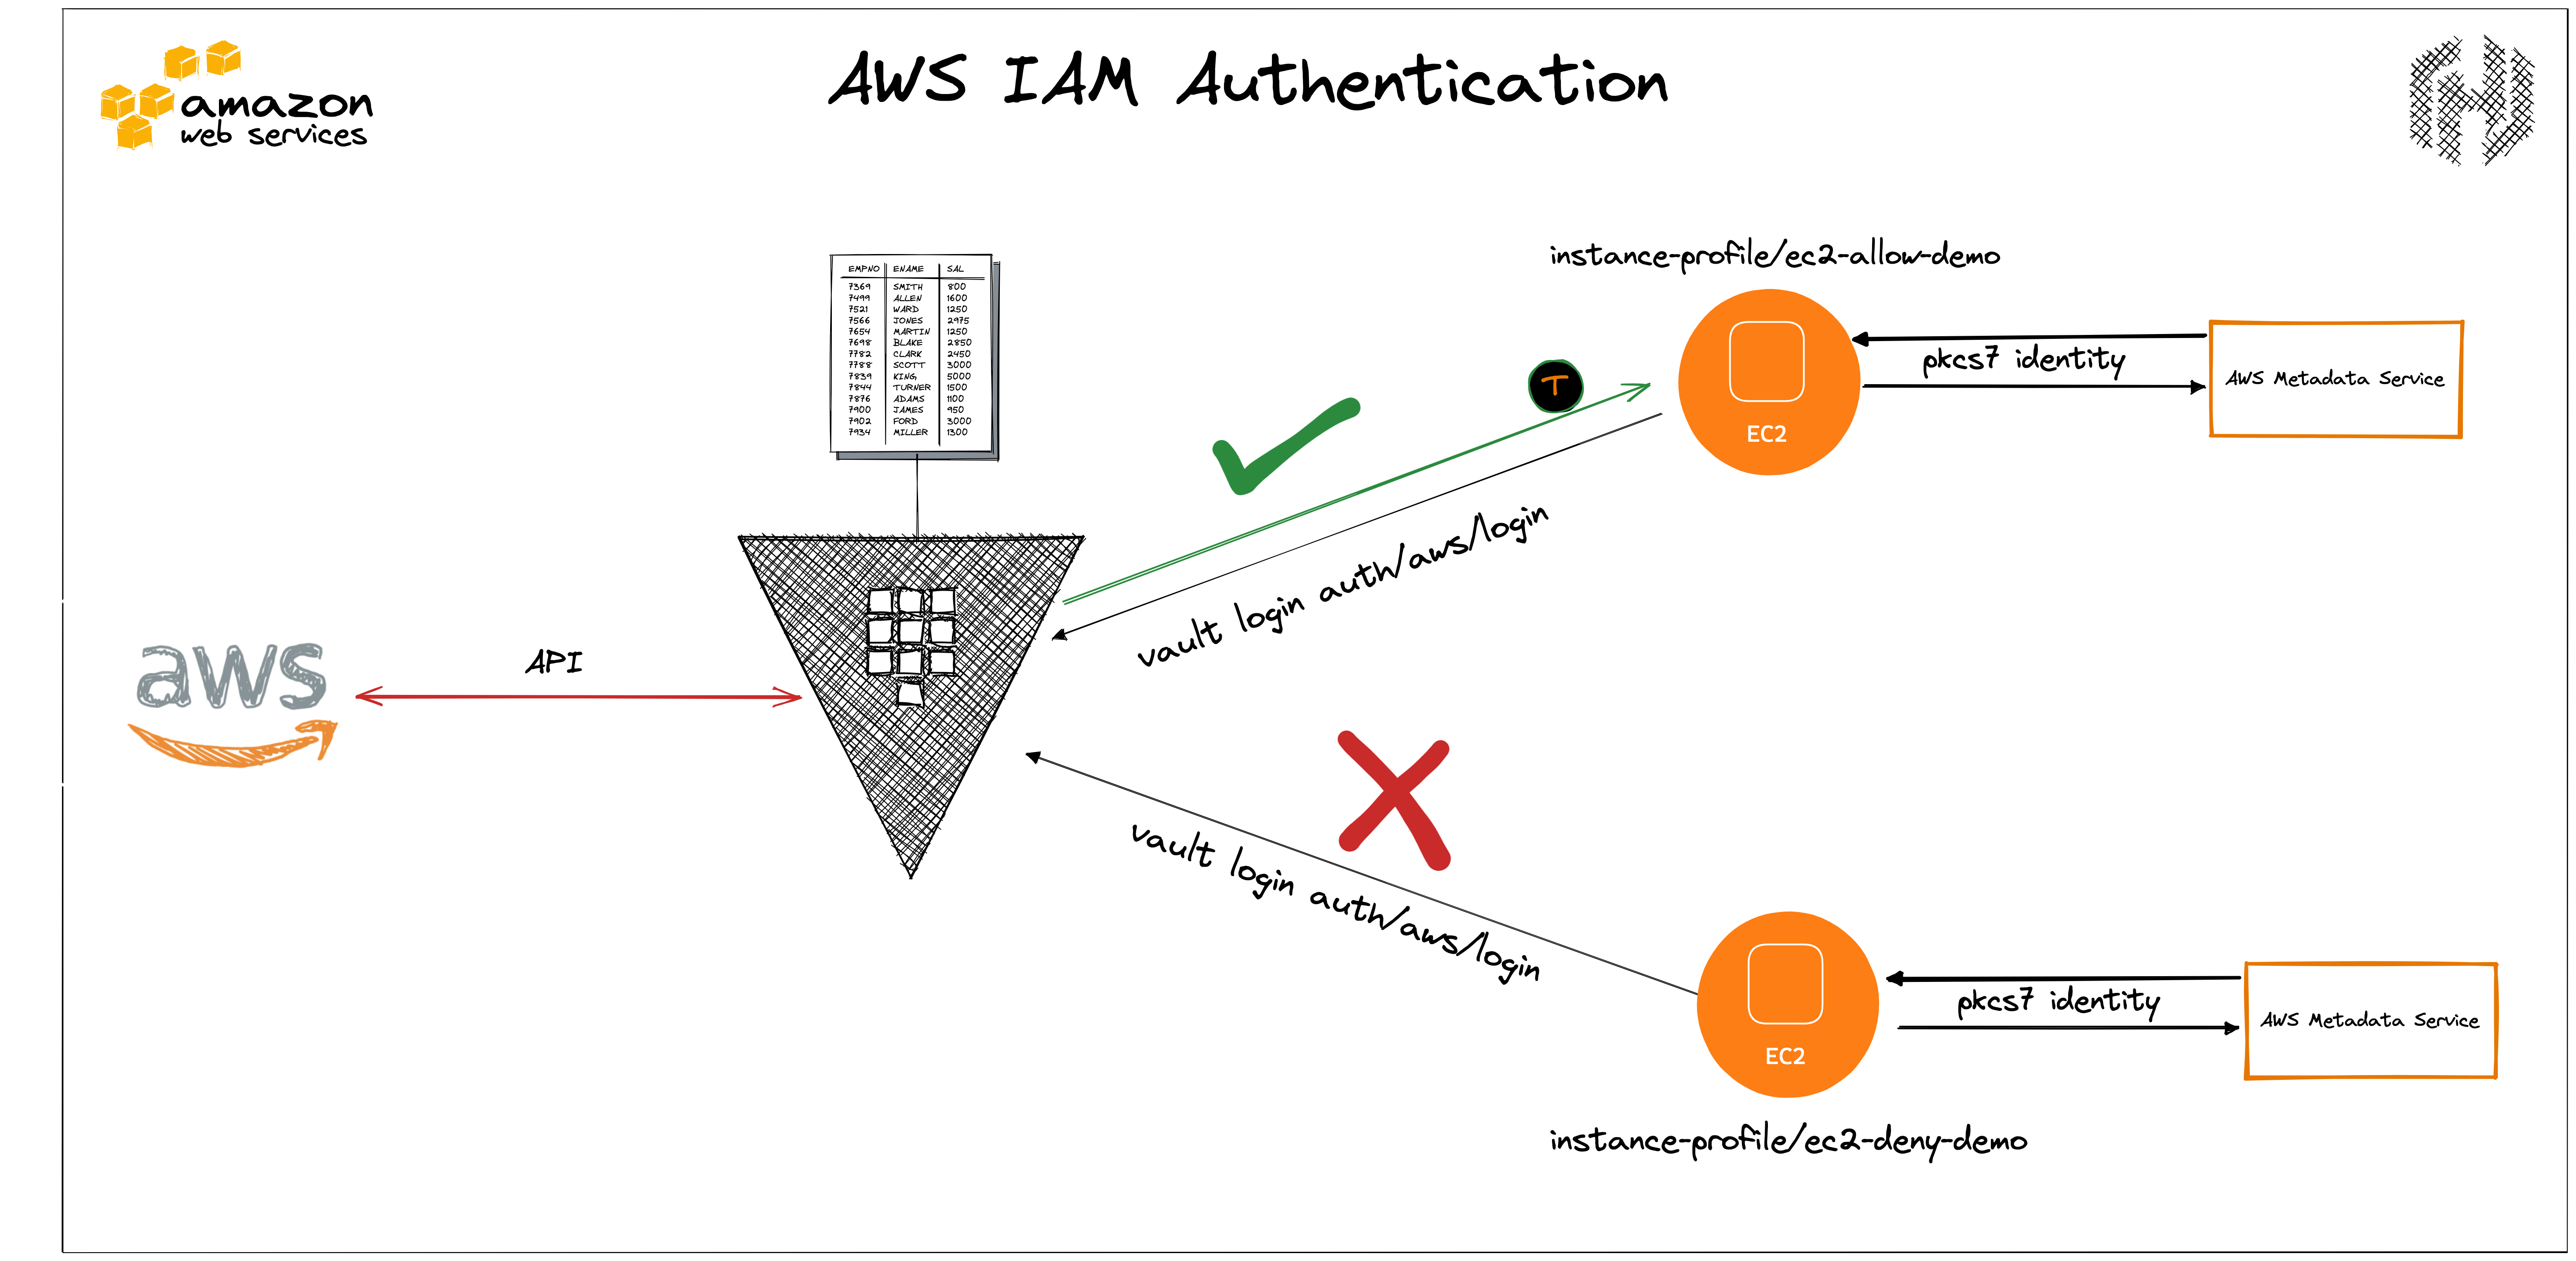 AWS IAM Authentication
amazon
web services
instance-profile/ec2-allow-demo
EMPNO ENAME SAL
7369 SMITH 800
7499 ALLEN 1600
7521 WARD 1250
7566 JONES 2975
7654 MARTIN 1250
7698 BLAKE 2850
7782 CLARK 2450
7788 SCOTT 3000
7839 KING 5000
7844 TURNER 1500
7876 ADAMS 1100
7900 JAMES 950
7902 FORD 3000
7934 MILLER 1300
T
EC2
pkcs7 identity
AWS Metadata Service
vault login auth/aws/login
aws
API
vault login auth/aws/login
EC2
pkcs7 identity
AWS Metadata Service
instance-profile/ec2-deny-demo